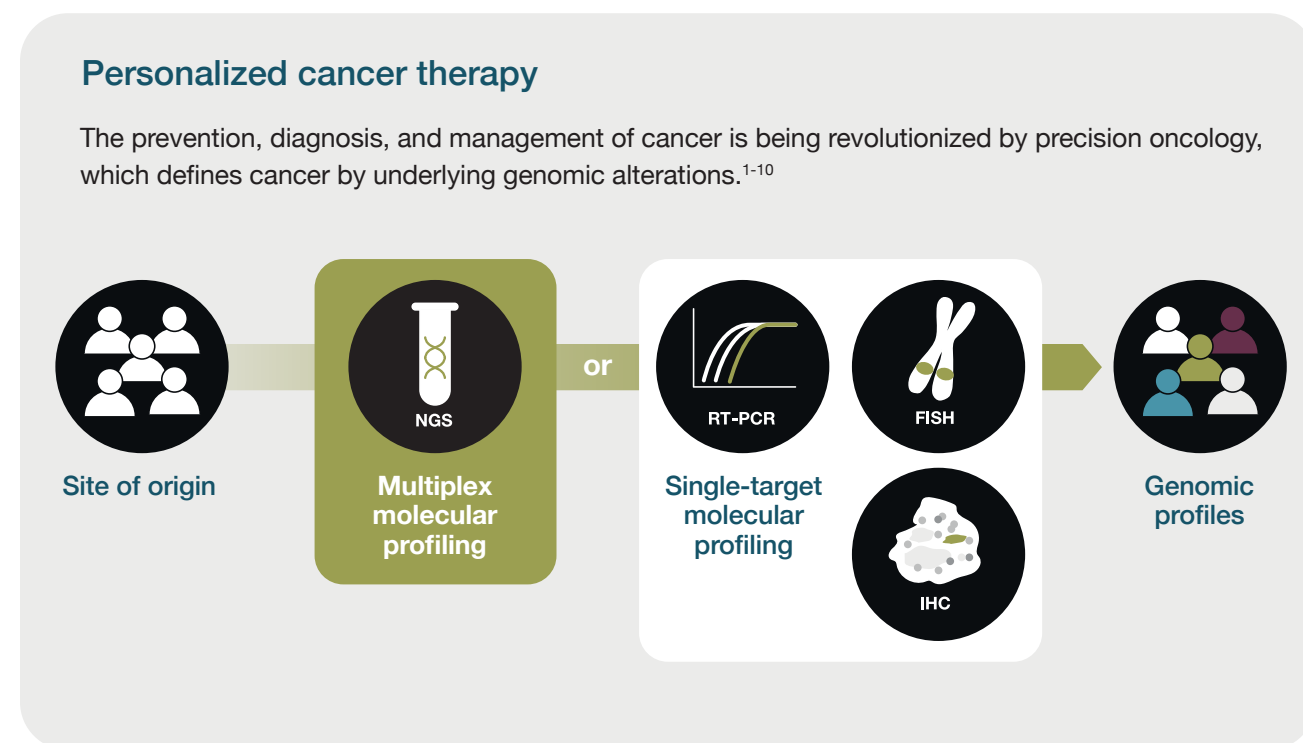 Personalized cancer therapy
The prevention, diagnosis, and management of cancer is being revolutionized by precision oncology,
which defines cancer by underlying genomic alterations.1-10
Site of origin
NGS
Multiplex
molecular
profiling
or
RT-PCR
FISH
Single-target
molecular
profiling
IHC
Genomic
profiles